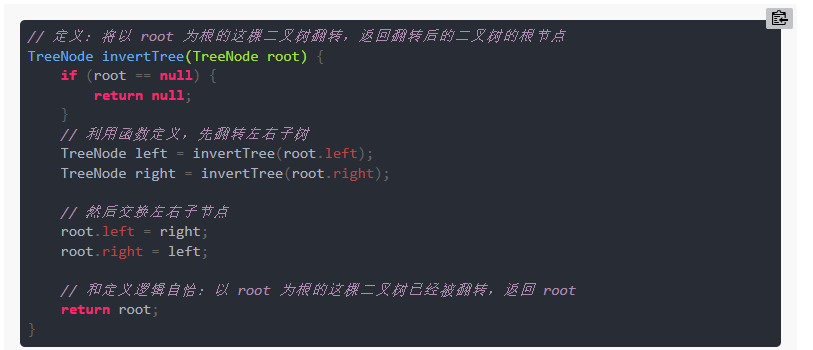 // 定义：将以 root 为根的这棵二叉树翻转，返回翻转后的二叉树的根节点
TreeNode invertTree(TreeNode root) {
    if (root == null) {
        return null;
    }
    // 利用函数定义，先翻转左右子树
    TreeNode left = invertTree(root.left);
    TreeNode right = invertTree(root.right);

    // 然后交换左右子节点
    root.left = right;
    root.right = left;

    // 和定义逻辑自恰：以 root 为根的这棵二叉树已经被翻转，返回 root
    return root;
}